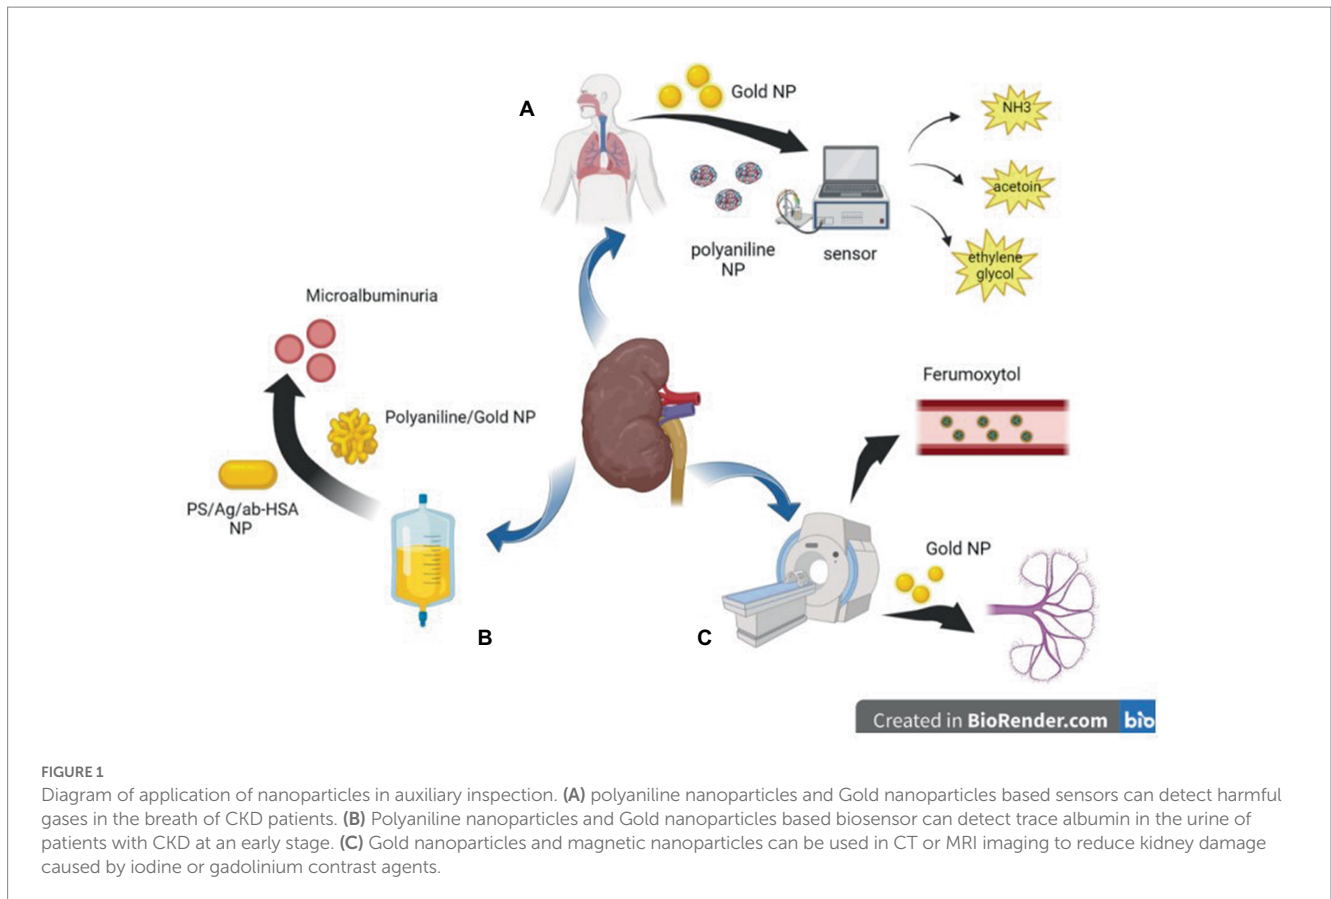 A
Gold NP
NH3
acetoin
ethylene
glycol
polyaniline
NP
sensor
Microalbuminuria
Polyaniline/Gold NP
PS/Ag/ab-HSA
NP
B
Ferumoxytol
C
Gold NP
Created in BioRender.com bio
FIGURE 1
Diagram of application of nanoparticles in auxiliary inspection. (A) polyaniline nanoparticles and Gold nanoparticles based sensors can detect harmful
gases in the breath of CKD patients. (B) Polyaniline nanoparticles and Gold nanoparticles based biosensor can detect trace albumin in the urine of
patients with CKD at an early stage. (C) Gold nanoparticles and magnetic nanoparticles can be used in CT or MRI imaging to reduce kidney damage
caused by iodine or gadolinium contrast agents.